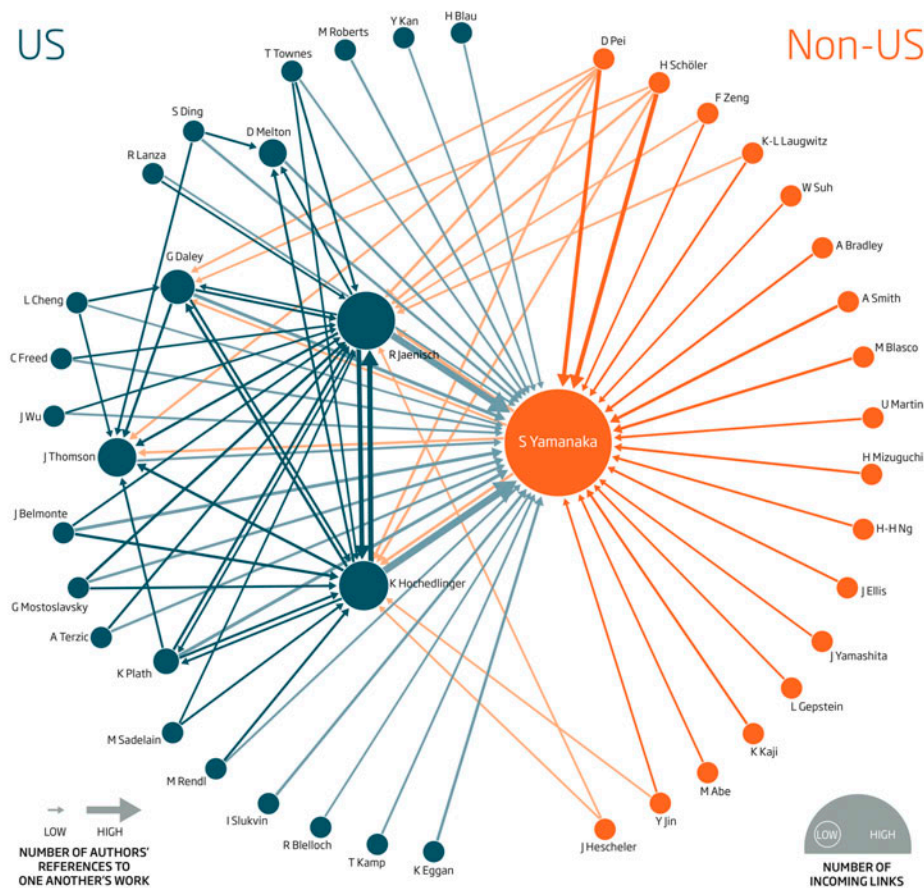 US
Non-US
H Blau
Y Kan
M Roberts
D Pei
T Townes
H Schöler
F Zeng
S Ding
D Melton
K-L Laugwitz
R Lanza
W Suh
A Bradley
G Daley
L Cheng
A Smith
C Freed
R Jaenisch
M Blasco
J Wu
U Martin
S Yamanaka
J Thomson
H Mizuguchi
J Belmonte
H-H Ng
K Hochedlinger
J Ellis
G Mostoslavsky
A Terzic
J Yamashita
K Plath
L Gepstein
M Sadelain
K Kaji
M Rendl
M Abe
I Slukvin
Y Jin
R Blelloch
J Hescheler
T Kamp
K Eggan
LOW
HIGH
NUMBER OF AUTHORS'
REFERENCES TO
ONE ANOTHER'S WORK
LOW
HIGH
NUMBER OF
INCOMING LINKS